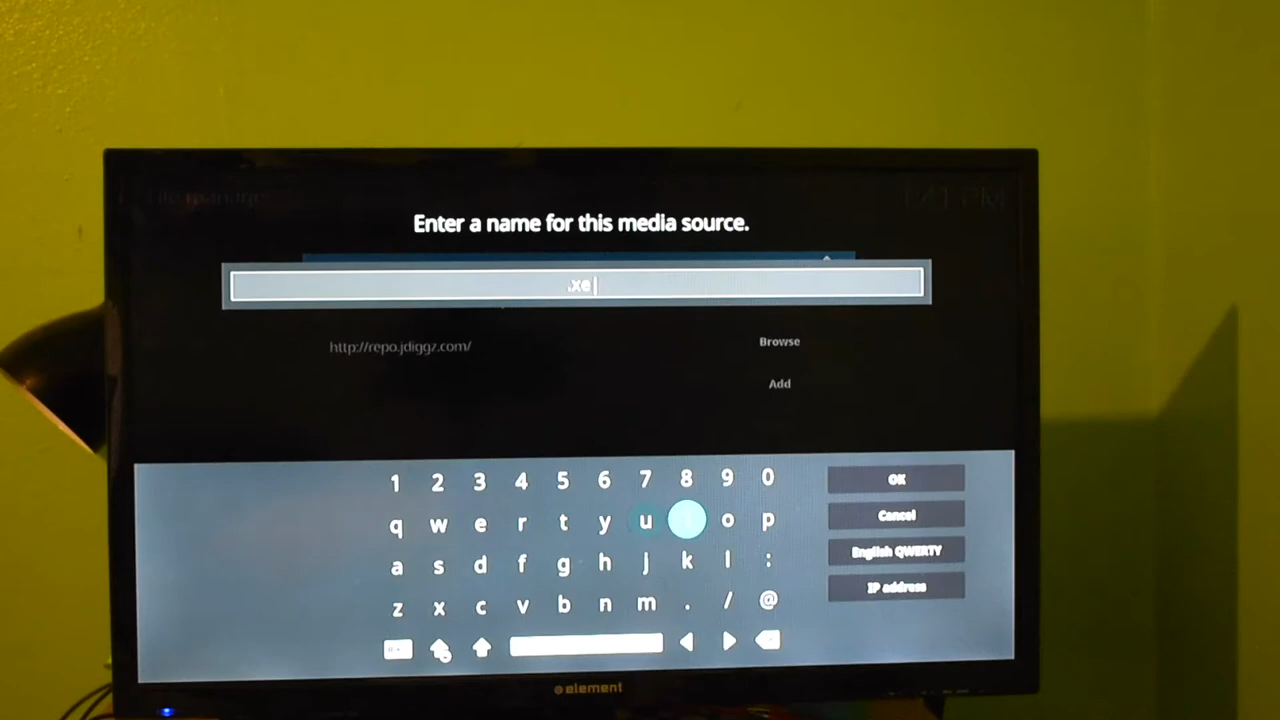 Enter a name for this media source.
.xe
http://repo.jdiggz.com/
Browse
Add
1 2 3 4 5 6 7 8 9 0
OK
q w e r t y u o p
Cancel
a s d f g h j k l :
English QWERTY
z x c v b n m . / @
IP address
element